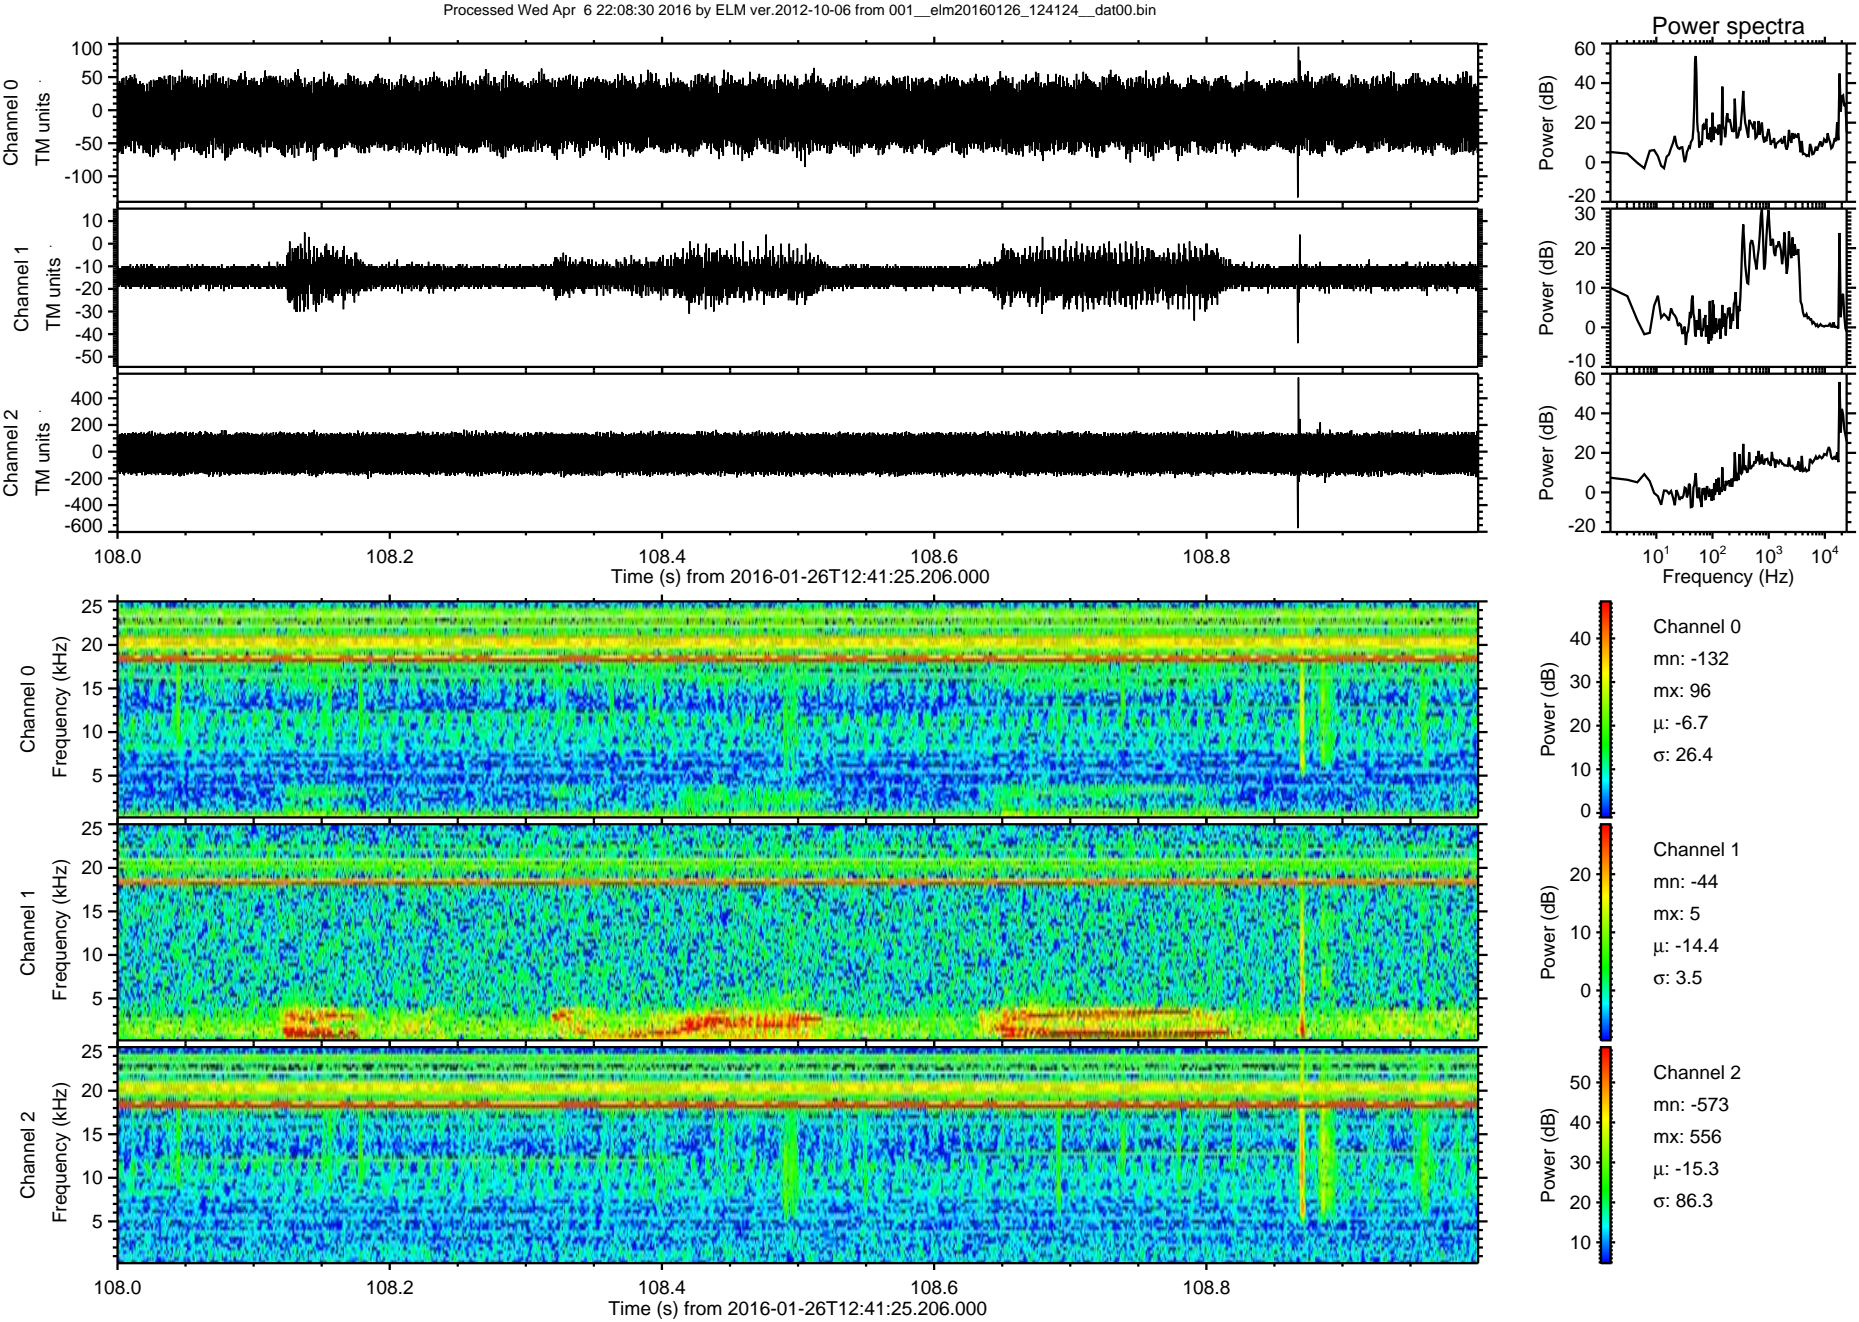 Processed Wed Apr  6 22:08:30 2016 by ELM ver.2012-10-06 from 001__elm20160126_124124__dat00.bin
Power spectra
Channel 0
TM units
100
50
0
-50
-100
Power (dB)
60
40
20
0
-20
Channel 1
TM units
10
0
-10
-20
-30
-40
-50
Power (dB)
30
20
10
0
-10
Channel 2
TM units
400
200
0
-200
-400
-600
Power (dB)
60
40
20
0
-20
108.0 108.2 108.4 108.6 108.8
Time (s) from 2016-01-26T12:41:25.206.000
10^1 10^2 10^3 10^4
Frequency (Hz)
Channel 0
Frequency (kHz)
25
20
15
10
5
Power (dB)
40
30
20
10
0
Channel 0
mn: -132
mx: 96
μ: -6.7
σ: 26.4
Channel 1
Frequency (kHz)
25
20
15
10
5
Power (dB)
20
10
0
Channel 1
mn: -44
mx: 5
μ: -14.4
σ: 3.5
Channel 2
Frequency (kHz)
25
20
15
10
5
Power (dB)
50
40
30
20
10
Channel 2
mn: -573
mx: 556
μ: -15.3
σ: 86.3
108.0 108.2 108.4 108.6 108.8
Time (s) from 2016-01-26T12:41:25.206.000